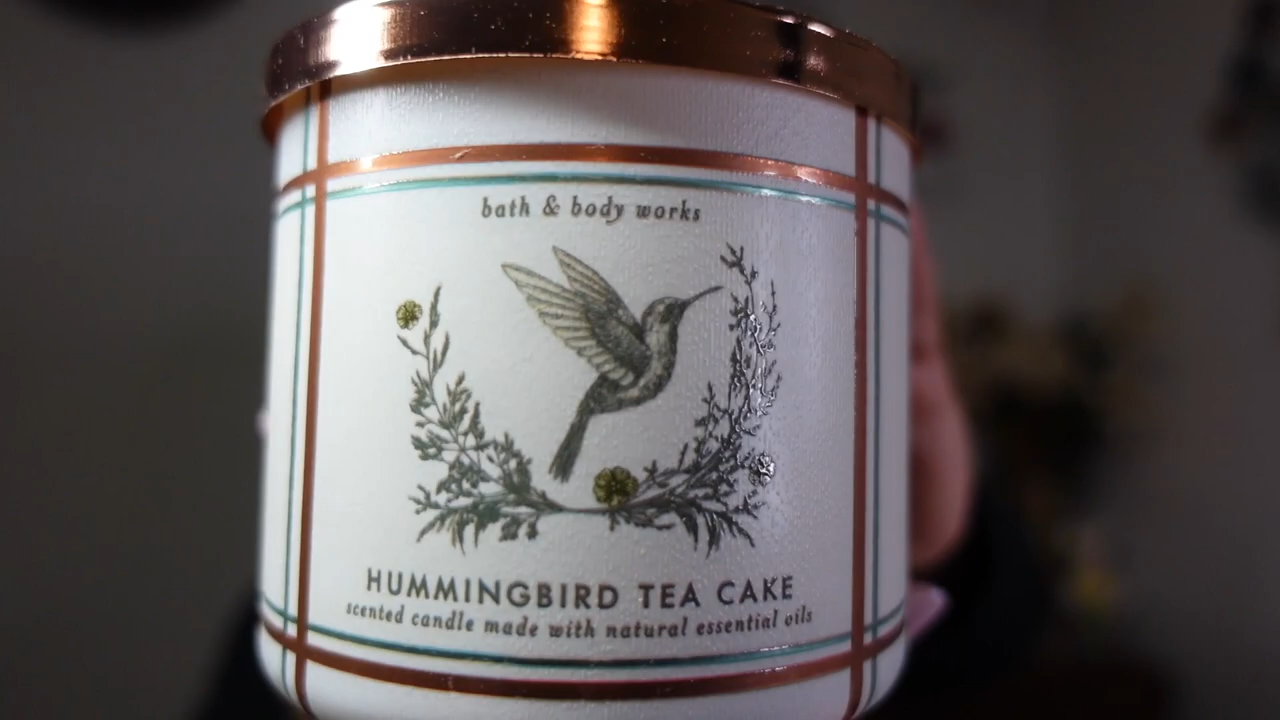 bath & body works
HUMMINGBIRD TEA CAKE
scented candle made with natural essential oils